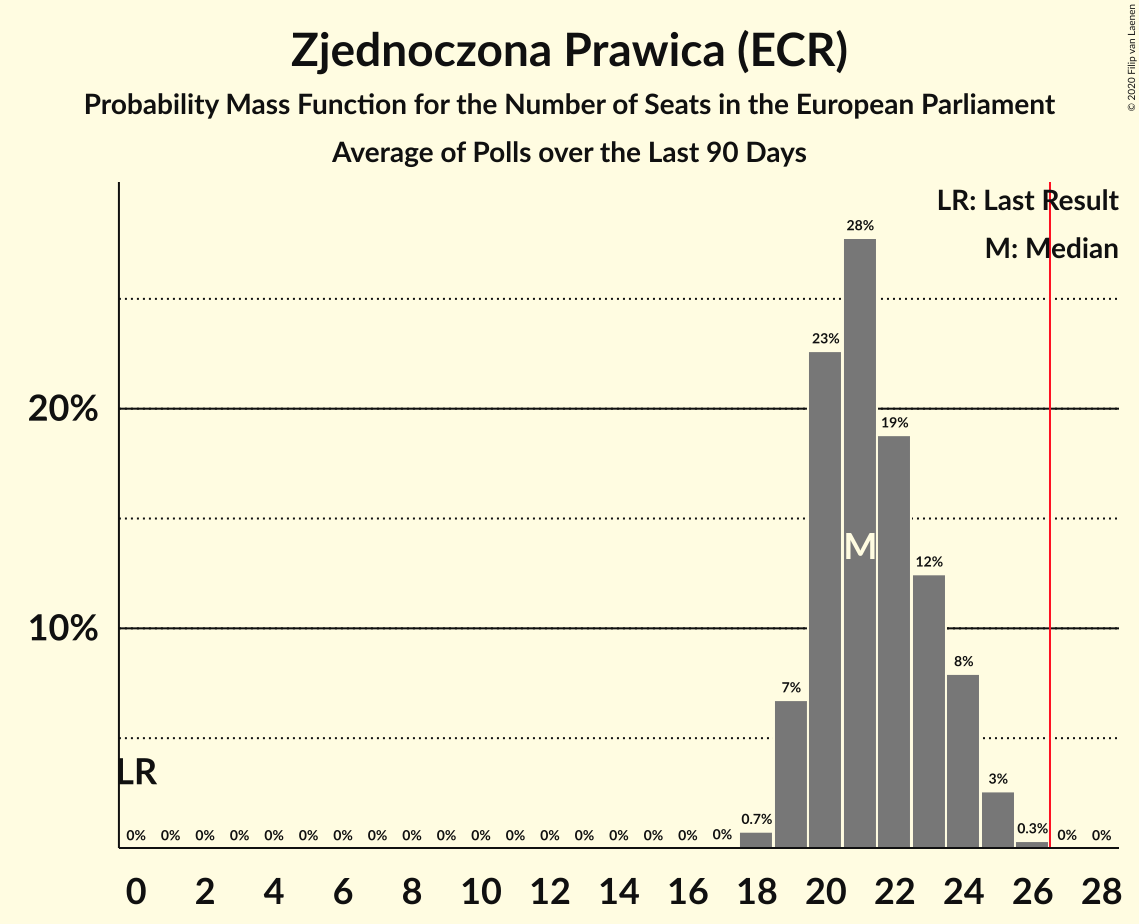 Zjednoczona Prawica (ECR)
Probability Mass Function for the Number of Seats in the European Parliament
Average of Polls over the Last 90 Days
© 2020 Filip van Laenen
LR: Last Result
M: Median
28%
23%
20%
19%
M
12%
10%
8%
7%
LR
3%
0% 0% 0% 0% 0% 0% 0% 0% 0% 0% 0% 0% 0% 0% 0% 0% 0% 0% 0.7% 0.3% 0% 0%
0 2 4 6 8 10 12 14 16 18 20 22 24 26 28